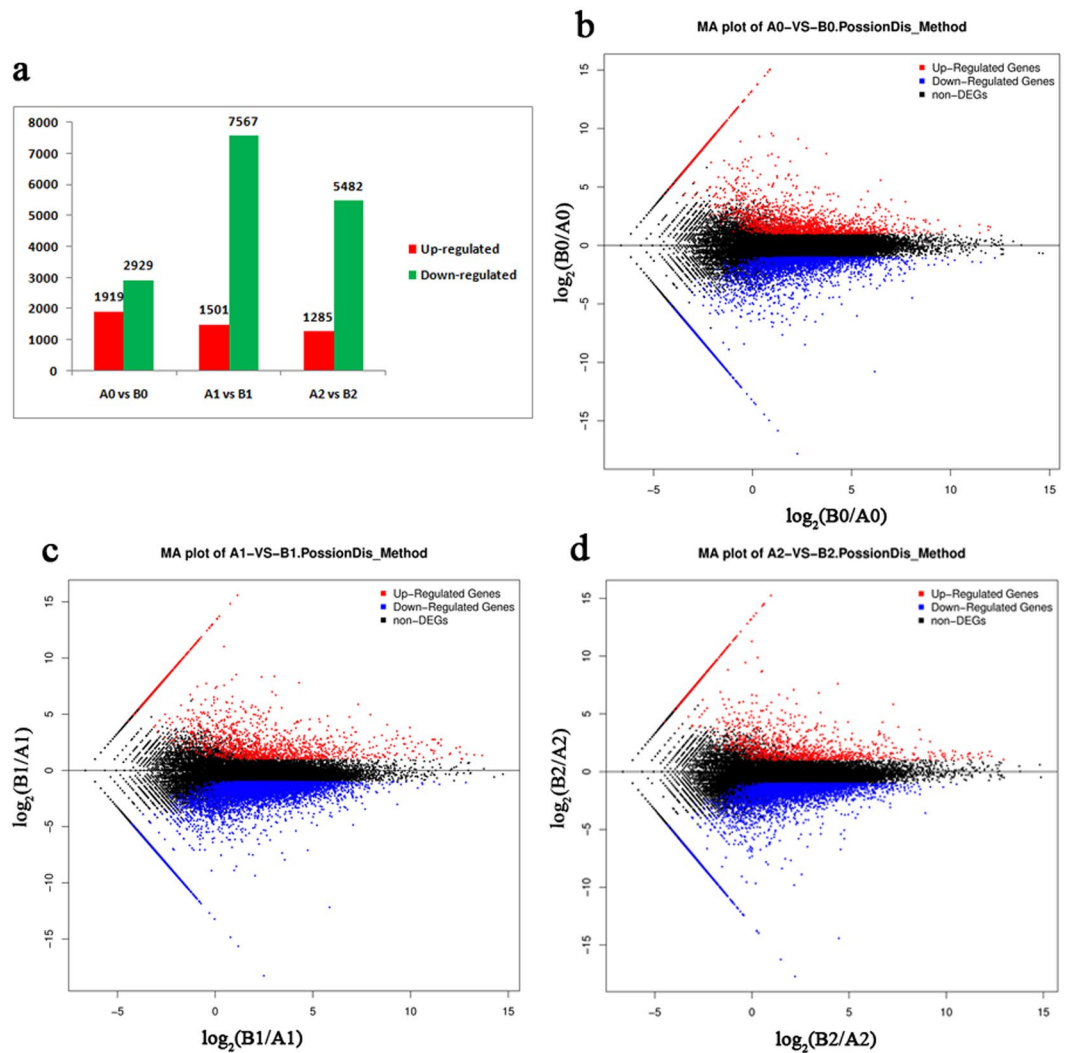 a
8000
7000
6000
5000
4000
3000
2000
1000
0
1919
2929
1501
7567
1285
5482
A0 vs B0
A1 vs B1
A2 vs B2
Up-regulated
Down-regulated
b
MA plot of A0-VS-B0.PossionDis_Method
Up-Regulated Genes
Down-Regulated Genes
non-DEGs
15
10
5
0
-5
-10
-15
log2(B0/A0)
-5 0 5 10 15
log2(B0/A0)
c
MA plot of A1-VS-B1.PossionDis_Method
Up-Regulated Genes
Down-Regulated Genes
non-DEGs
15
10
5
0
-5
-10
-15
log2(B1/A1)
-5 0 5 10 15
log2(B1/A1)
d
MA plot of A2-VS-B2.PossionDis_Method
Up-Regulated Genes
Down-Regulated Genes
non-DEGs
15
10
5
0
-5
-10
-15
log2(B2/A2)
-5 0 5 10 15
log2(B2/A2)